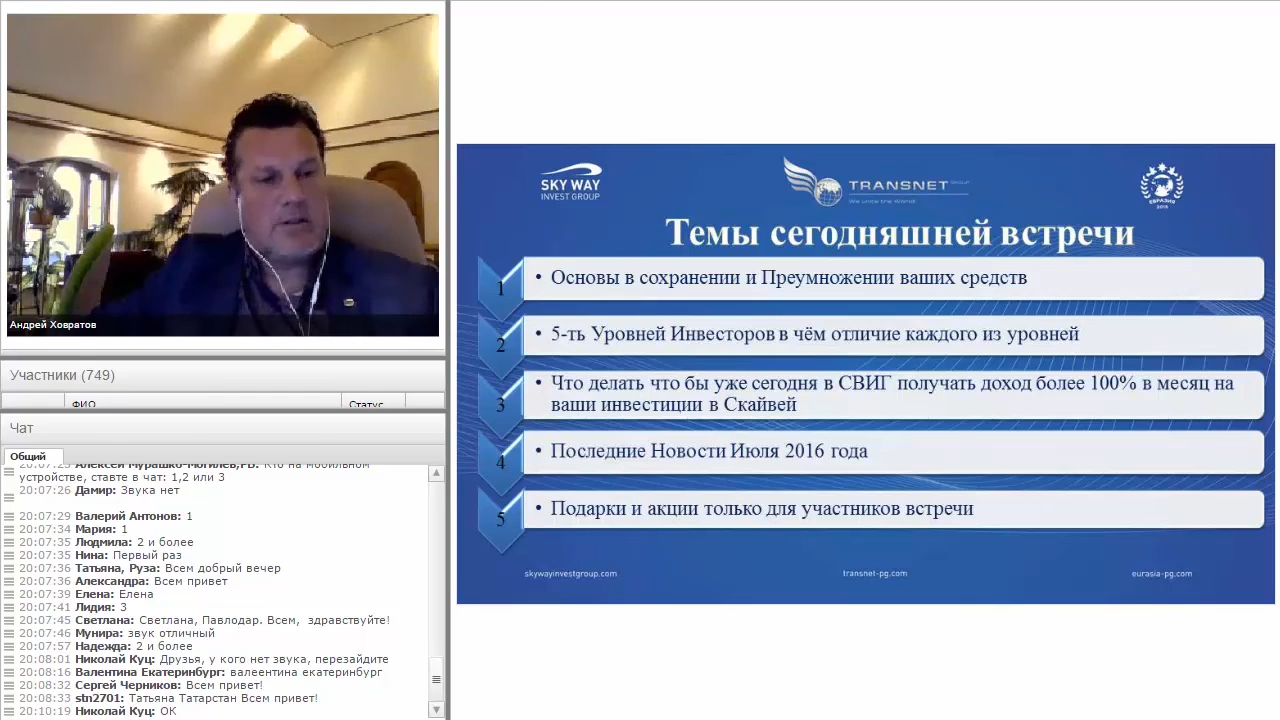 Андрей Ховратов
Участники (749)
ФИО
Статус
Чат
Общий
20:07:25 Алексей Мурашко-Могилев,РБ: Кто на мобильном
устройстве, ставте в чат: 1,2 или 3
20:07:26 Дамир: Звука нет
20:07:29 Валерий Антонов: 1
20:07:34 Мария: 1
20:07:35 Людмила: 2 и более
20:07:35 Нина: Первый раз
20:07:36 Татьяна, Руза: Всем добрый вечер
20:07:36 Александра: Всем привет
20:07:39 Елена: Елена
20:07:41 Лидия: 3
20:07:45 Светлана: Светлана, Павлодар. Всем, здравствуйте!
20:07:46 Мунира: звук отличный
20:07:57 Надежда: 2 и более
20:08:01 Николай Куц: Друзья, у кого нет звука, перезайдите
20:08:16 Валентина Екатеринбург: валеентина екатеринбург
20:08:32 Сергей Черников: Всем привет!
20:08:33 stn2701: Татьяна Татарстан Всем привет!
20:10:19 Николай Куц: ОК
SKY WAY
INVEST GROUP
TRANSNET GROUP
We unite the World
ЕВРАЗИЯ
2015
Темы сегодняшней встречи
1 • Основы в сохранении и Преумножении ваших средств
2 • 5-ть Уровней Инвесторов в чём отличие каждого из уровней
3 • Что делать что бы уже сегодня в СВИГ получать доход более 100% в месяц на
ваши инвестиции в Скайвей
4 • Последние Новости Июля 2016 года
5 • Подарки и акции только для участников встречи
skywayinvestgroup.com
transnet-pg.com
eurasia-pg.com